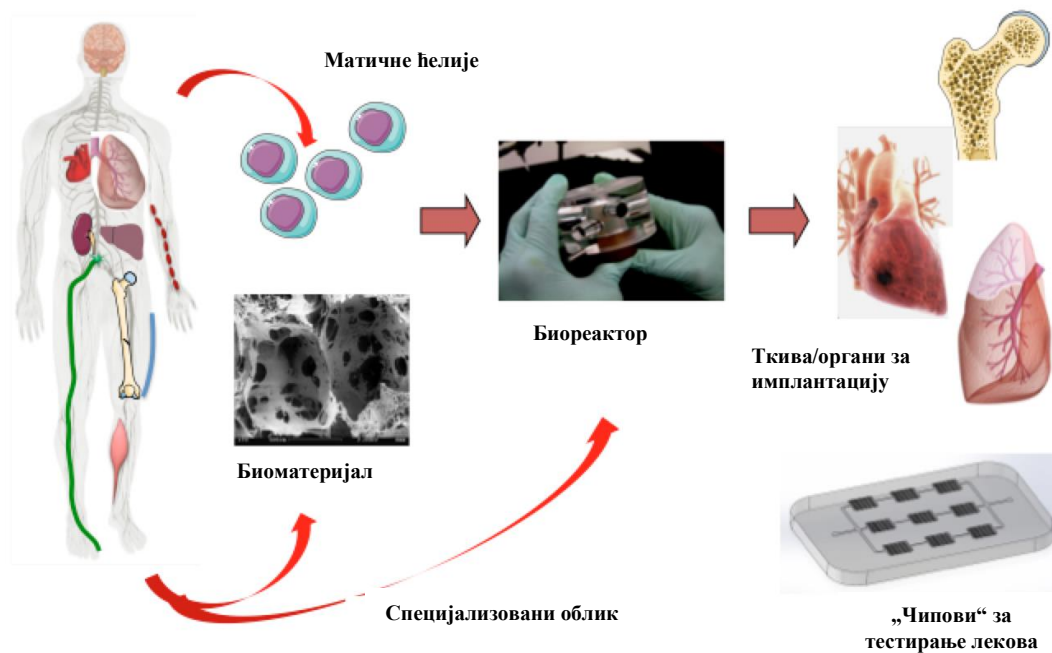 Матичне ћелије
Биореактор
Ткива/органи за
имплантацију
Биоматеријал
Специјализовани облик
„Чипови“ за
тестирање лекова